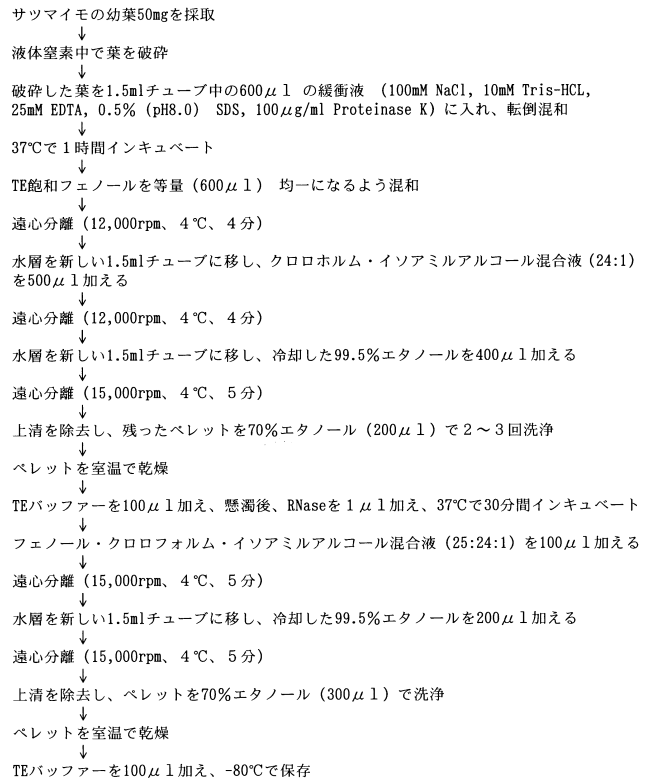 サツマイモの幼葉50mgを採取
↓
液体窒素中で葉を破砕
↓
破砕した葉を1.5mlチューブ中の600μl の緩衝液 (100mM NaCl, 10mM Tris-HCL,
25mM EDTA, 0.5% (pH8.0) SDS, 100μg/ml Proteinase K) に入れ、転倒混和
↓
37℃で1時間インキュベート
↓
TE飽和フェノールを等量 (600μl) 均一になるよう混和
↓
遠心分離 (12,000rpm、4℃、4分)
↓
水層を新しい1.5mlチューブに移し、クロロホルム・イソアミルアルコール混合液 (24:1)
を500μl加える
↓
遠心分離 (12,000rpm、4℃、4分)
↓
水層を新しい1.5mlチューブに移し、冷却した99.5%エタノールを400μl加える
↓
遠心分離 (15,000rpm、4℃、5分)
↓
上清を除去し、残ったペレットを70%エタノール (200μl) で2~3回洗浄
↓
ペレットを室温で乾燥
↓
TEバッファーを100μl加え、懸濁後、RNaseを1μl加え、37℃で30分間インキュベート
↓
フェノール・クロロフォルム・イソアミルアルコール混合液 (25:24:1) を100μl加える
↓
遠心分離 (15,000rpm、4℃、5分)
↓
水層を新しい1.5mlチューブに移し、冷却した99.5%エタノールを200μl加える
↓
遠心分離 (15,000rpm、4℃、5分)
↓
上清を除去し、ペレットを70%エタノール (300μl) で洗浄
↓
ペレットを室温で乾燥
↓
TEバッファーを100μl加え、-80℃で保存